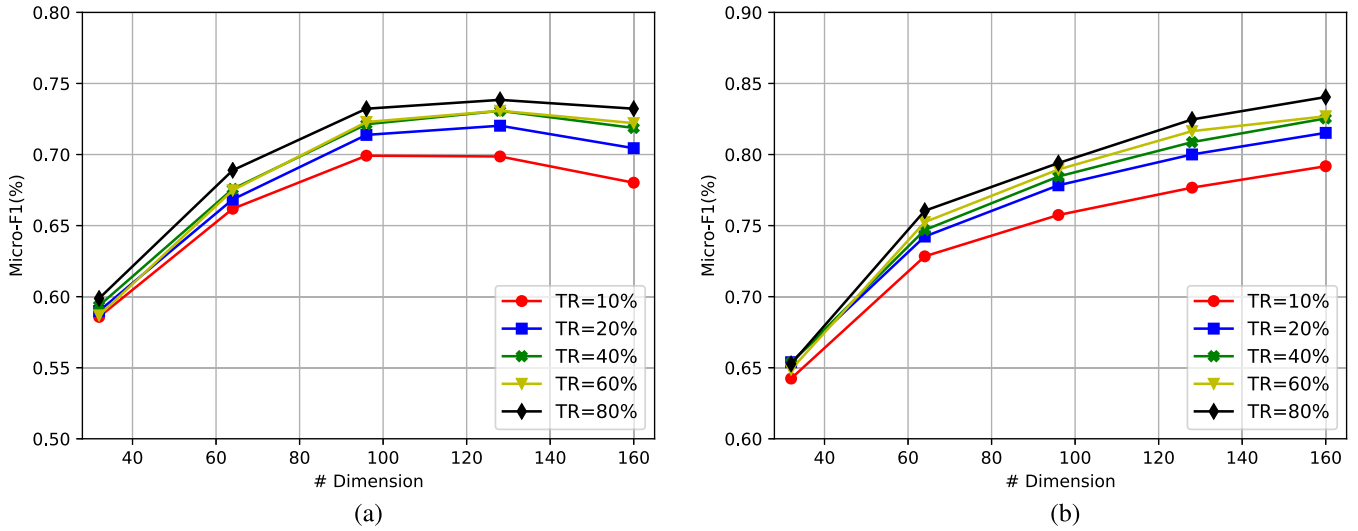 0.80
0.75
0.70
0.65
0.60
0.55
0.50
Micro-F1(%)
40 60 80 100 120 140 160
# Dimension
TR=10%
TR=20%
TR=40%
TR=60%
TR=80%
(a)
0.90
0.85
0.80
0.75
0.70
0.65
0.60
Micro-F1(%)
40 60 80 100 120 140 160
# Dimension
TR=10%
TR=20%
TR=40%
TR=60%
TR=80%
(b)